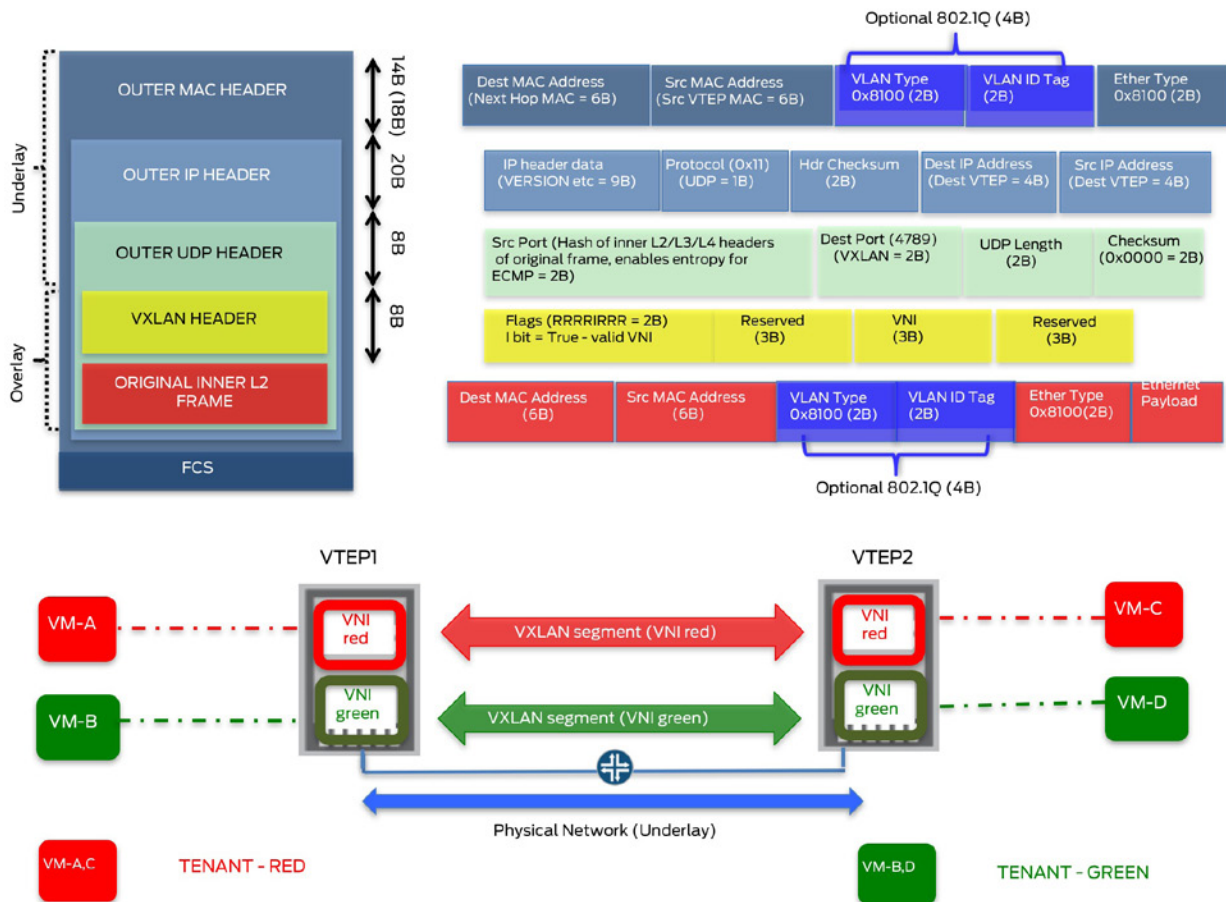 Optional 802.1Q (4B)
Underlay
Overlay
OUTER MAC HEADER
OUTER IP HEADER
OUTER UDP HEADER
VXLAN HEADER
ORIGINAL INNER L2
FRAME
FCS
14B (18B)
20B
8B
8B
Dest MAC Address
(Next Hop MAC = 6B)
Src MAC Address
(Src VTEP MAC = 6B)
VLAN Type
0x8100 (2B)
VLAN ID Tag
(2B)
Ether Type
0x8100 (2B)
IP header data
(VERSION etc = 9B)
Protocol (0x11)
(UDP = 1B)
Hdr Checksum
(2B)
Dest IP Address
(Dest VTEP = 4B)
Src IP Address
(Dest VTEP = 4B)
Src Port (Hash of inner L2/L3/L4 headers
of original frame, enables entropy for
ECMP = 2B)
Dest Port (4789)
(VXLAN = 2B)
UDP Length
(2B)
Checksum
(0x0000 = 2B)
Flags (RRRRIRRR = 2B)
I bit = True - valid VNI
Reserved
(3B)
VNI
(3B)
Reserved
(3B)
Dest MAC Address
(6B)
Src MAC Address
(6B)
VLAN Type
0x8100 (2B)
VLAN ID Tag
(2B)
Ether Type
0x8100(2B)
Ethernet
Payload
Optional 802.1Q (4B)
VTEP1
VTEP2
VM-A
VNI
red
VXLAN segment (VNI red)
VNI
red
VM-C
VM-B
VNI
green
VXLAN segment (VNI green)
VNI
green
VM-D
Physical Network (Underlay)
VM-A,C
TENANT - RED
VM-B,D
TENANT - GREEN